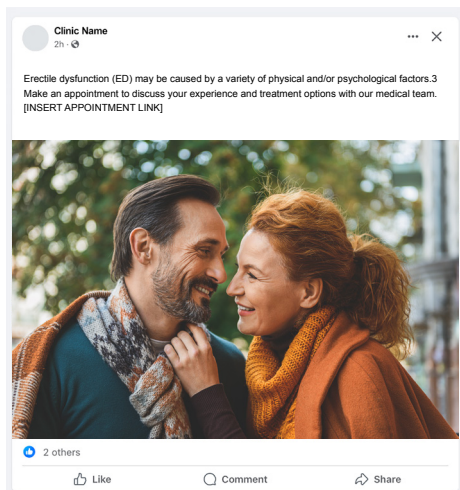 Clinic Name
2h ·
Erectile dysfunction (ED) may be caused by a variety of physical and/or psychological factors.3
Make an appointment to discuss your experience and treatment options with our medical team.
[INSERT APPOINTMENT LINK]
2 others
Like
Comment
Share